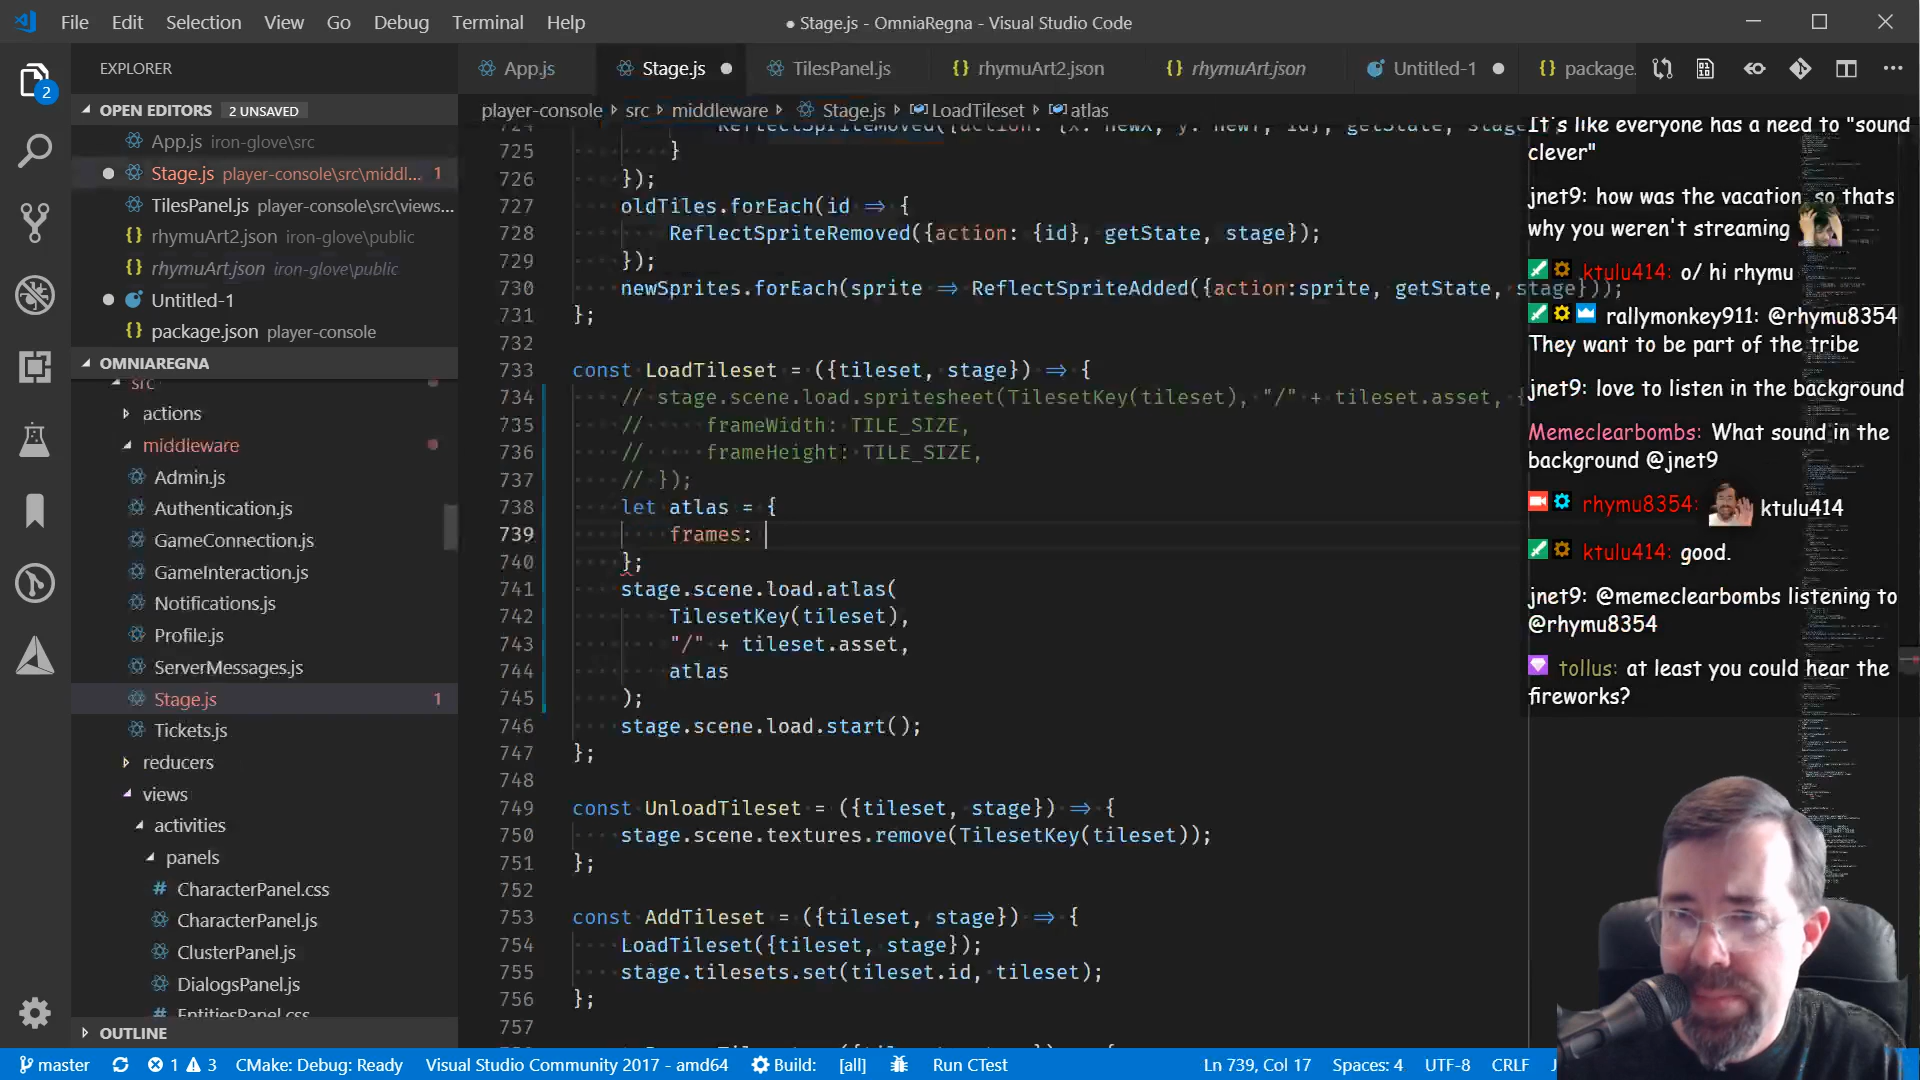 File Edit Selection View Go Debug Terminal Help
● Stage.js - OmniaRegna - Visual Studio Code
EXPLORER
App.js
Stage.js
TilesPanel.js
{} rhymuArt2.json
{} rhymuArt.json
Untitled-1
{} package.
OPEN EDITORS 2 UNSAVED
App.js iron-glove\src
Stage.js player-console\src\middl... 1
TilesPanel.js player-console\src\views...
{} rhymuArt2.json iron-glove\public
{} rhymuArt.json iron-glove\public
Untitled-1
{} package.json player-console
OMNIAREGNA
src
actions
middleware
Admin.js
Authentication.js
GameConnection.js
GameInteraction.js
Notifications.js
Profile.js
ServerMessages.js
Stage.js 1
Tickets.js
reducers
views
activities
panels
# CharacterPanel.css
CharacterPanel.js
ClusterPanel.js
DialogsPanel.js
# EntitiesPanel.css
OUTLINE
2
player-console › src › middleware › Stage.js › LoadTileset › atlas
724 ReflectSpriteRemoved({action: {x: newX, y: newY, id}, getState, stage
725 }
726 });
727 oldTiles.forEach(id => {
728 ReflectSpriteRemoved({action: {id}, getState, stage});
729 });
730 newSprites.forEach(sprite => ReflectSpriteAdded({action:sprite, getState, stage}));
731 };
732
733 const LoadTileset = ({tileset, stage}) => {
734 // stage.scene.load.spritesheet(TilesetKey(tileset), "/" + tileset.asset, {
735 // frameWidth: TILE_SIZE,
736 // frameHeight: TILE_SIZE,
737 // });
738 let atlas = {
739 frames:
740 };
741 stage.scene.load.atlas(
742 TilesetKey(tileset),
743 "/" + tileset.asset,
744 atlas
745 );
746 stage.scene.load.start();
747 };
748
749 const UnloadTileset = ({tileset, stage}) => {
750 stage.scene.textures.remove(TilesetKey(tileset));
751 };
752
753 const AddTileset = ({tileset, stage}) => {
754 LoadTileset({tileset, stage});
755 stage.tilesets.set(tileset.id, tileset);
756 };
757
It's like everyone has a need to "sound
clever"
jnet9: how was the vacation, so thats
why you weren't streaming
ktulu414: o/ hi rhymu
rallymonkey911: @rhymu8354
They want to be part of the tribe
jnet9: love to listen in the background
Memeclearbombs: What sound in the
background @jnet9
rhymu8354: ktulu414
ktulu414: good.
jnet9: @memeclearbombs listening to
@rhymu8354
tollus: at least you could hear the
fireworks?
master 1 3 CMake: Debug: Ready Visual Studio Community 2017 - amd64 Build: [all] Run CTest Ln 739, Col 17 Spaces: 4 UTF-8 CRLF